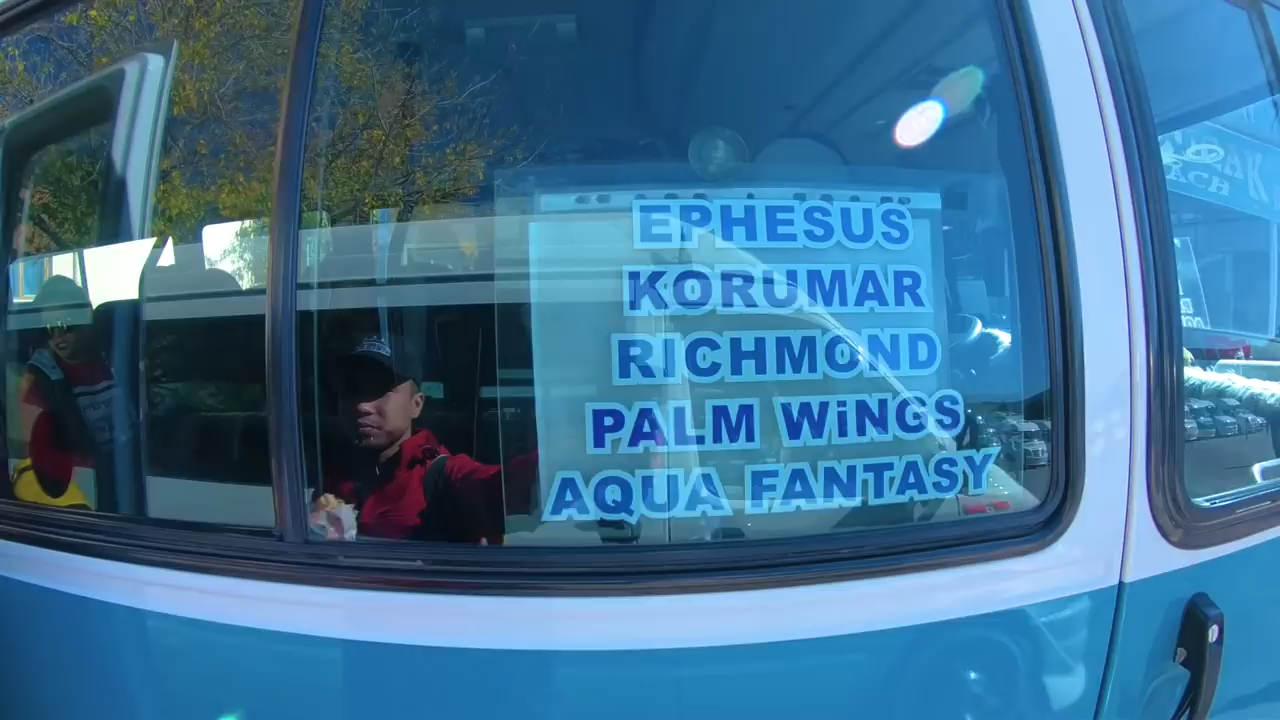 EPHESUS
KORUMAR
RICHMOND
PALM WiNGS
AQUA FANTASY